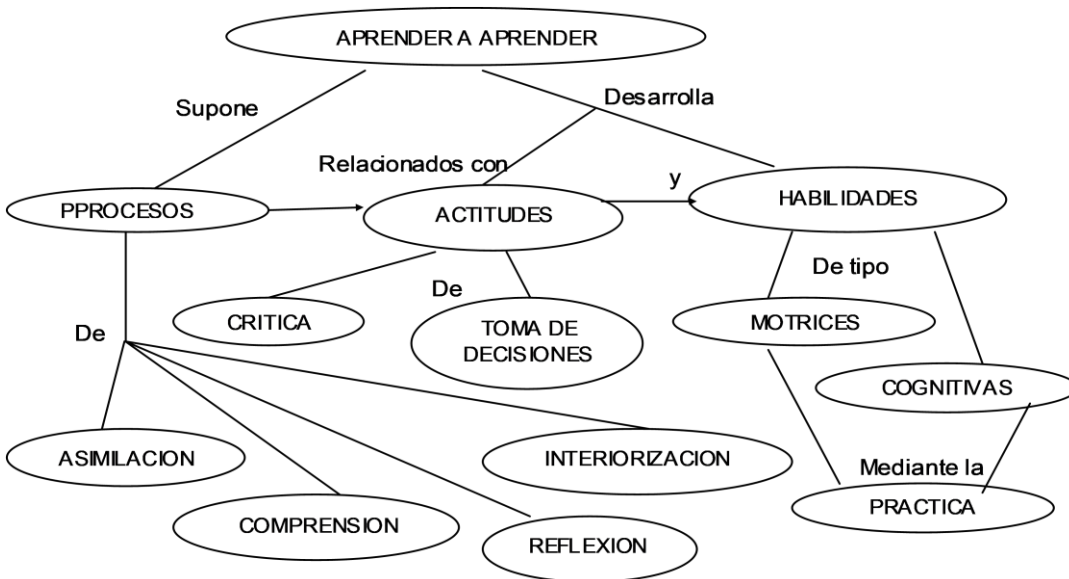 APRENDER A APRENDER
Supone
Desarrolla
Relacionados con
y
PPROCESOS
ACTITUDES
HABILIDADES
De tipo
De
CRITICA
TOMA DE
DECISIONES
MOTRICES
De
COGNITIVAS
ASIMILACION
INTERIORIZACION
Mediante la
PRACTICA
COMPRENSION
REFLEXION